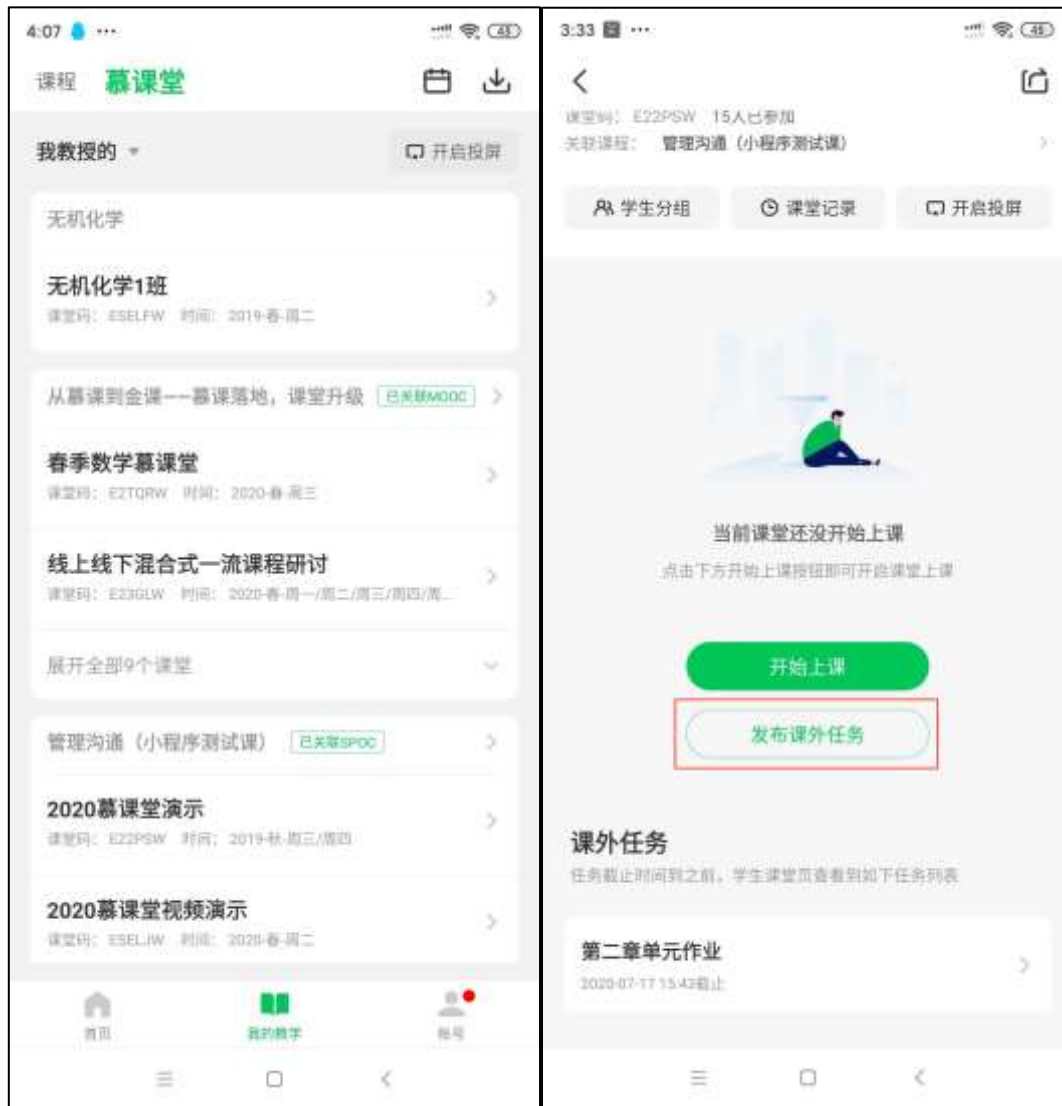 4:07
43
课程 慕课堂
我教授的
开启投屏
无机化学
无机化学1班
课堂码：ESELFW 时间：2019-春-周二
从慕课到金课——慕课落地，课堂升级 已关联MOOC
春季数学慕课堂
课堂码：E2TQRW 时间：2020-春-周三
线上线下混合式一流课程研讨
课堂码：E23GLW 时间：2020-春-周一/周二/周三/周四/周...
展开全部9个课堂
管理沟通（小程序测试课） 已关联SPOC
2020慕课堂演示
课堂码：E22PSW 时间：2019-秋-周三/周四
2020慕课堂视频演示
课堂码：ESELJW 时间：2020-春-周二
首页 我的教学 账号
3:33
课堂码：E22PSW 15人已参加
关联课程：管理沟通（小程序测试课）
学生分组 课堂记录 开启投屏
当前课堂还没开始上课
点击下方开始上课按钮即可开启课堂上课
开始上课
发布课外任务
课外任务
任务截止时间到之前，学生课堂页查看到如下任务列表
第二章单元作业
2020-07-17 15:43截止